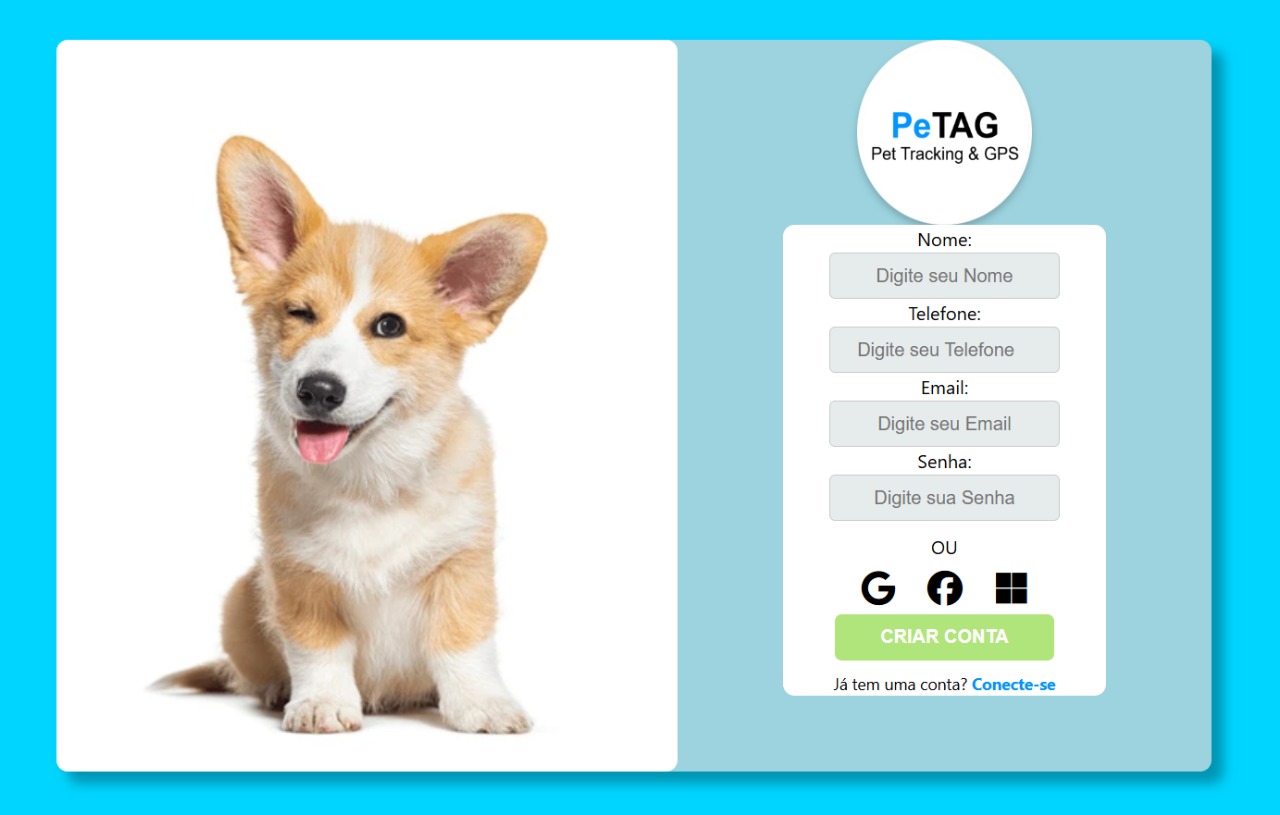 PeTAG
Pet Tracking & GPS
Nome:
Digite seu Nome
Telefone:
Digite seu Telefone
Email:
Digite seu Email
Senha:
Digite sua Senha
OU
CRIAR CONTA
Já tem uma conta? Conecte-se